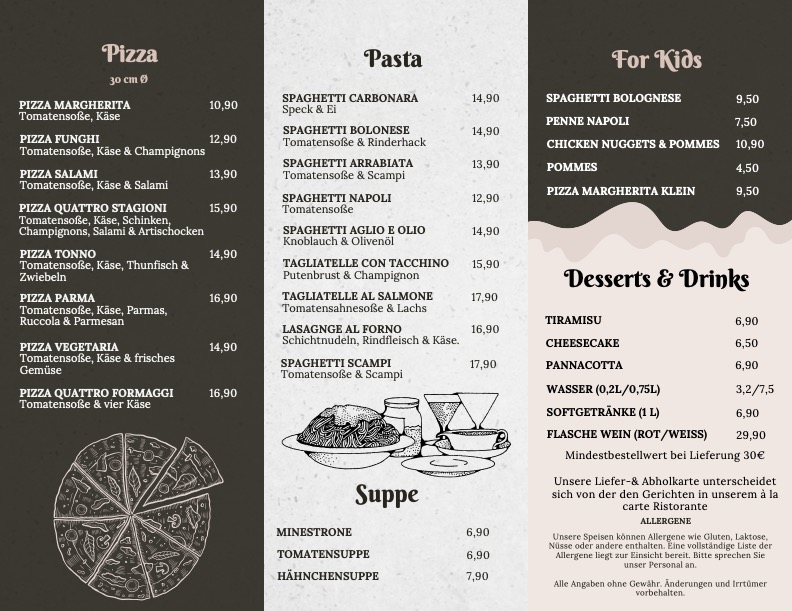 Pizza
30 cm Ø
PIZZA MARGHERITA 10,90
Tomatensoße, Käse
PIZZA FUNGHI 12,90
Tomatensoße, Käse & Champignons
PIZZA SALAMI 13,90
Tomatensoße, Käse & Salami
PIZZA QUATTRO STAGIONI 15,90
Tomatensoße, Käse, Schinken,
Champignons, Salami & Artischocken
PIZZA TONNO 14,90
Tomatensoße, Käse, Thunfisch &
Zwiebeln
PIZZA PARMA 16,90
Tomatensoße, Käse, Parmas,
Ruccola & Parmesan
PIZZA VEGETARIA 14,90
Tomatensoße, Käse & frisches
Gemüse
PIZZA QUATTRO FORMAGGI 16,90
Tomatensoße & vier Käse
Pasta
SPAGHETTI CARBONARA 14,90
Speck & Ei
SPAGHETTI BOLONESE 14,90
Tomatensoße & Rinderhack
SPAGHETTI ARRABIATA 13,90
Tomatensoße & Scampi
SPAGHETTI NAPOLI 12,90
Tomatensoße
SPAGHETTI AGLIO E OLIO 14,90
Knoblauch & Olivenöl
TAGLIATELLE CON TACCHINO 15,90
Putenbrust & Champignon
TAGLIATELLE AL SALMONE 17,90
Tomatensahnesoße & Lachs
LASAGNGE AL FORNO 16,90
Schichtnudeln, Rindfleisch & Käse.
SPAGHETTI SCAMPI 17,90
Tomatensoße & Scampi
Suppe
MINESTRONE 6,90
TOMATENSUPPE 6,90
HÄHNCHENSUPPE 7,90
For Kids
SPAGHETTI BOLOGNESE 9,50
PENNE NAPOLI 7,50
CHICKEN NUGGETS & POMMES 10,90
POMMES 4,50
PIZZA MARGHERITA KLEIN 9,50
Desserts & Drinks
TIRAMISU 6,90
CHEESECAKE 6,50
PANNACOTTA 6,90
WASSER (0,2L/0,75L) 3,2/7,5
SOFTGETRÄNKE (1 L) 6,90
FLASCHE WEIN (ROT/WEISS) 29,90
Mindestbestellwert bei Lieferung 30€
Unsere Liefer-& Abholkarte unterscheidet
sich von der den Gerichten in unserem à la
carte Ristorante
ALLERGENE
Unsere Speisen können Allergene wie Gluten, Laktose,
Nüsse oder andere enthalten. Eine vollständige Liste der
Allergene liegt zur Einsicht bereit. Bitte sprechen Sie
unser Personal an.
Alle Angaben ohne Gewähr. Änderungen und Irrtümer
vorbehalten.